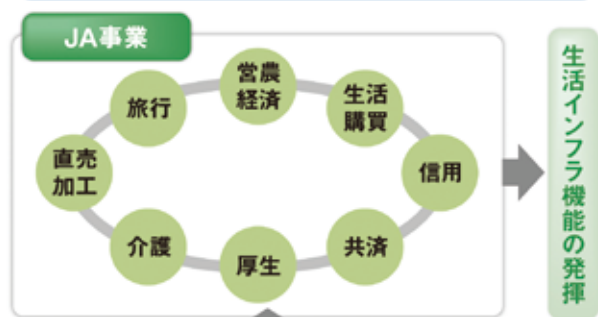 JA事業
営農
経済
生活
購買
信用
共済
厚生
介護
直売
加工
旅行
生活インフラ機能の発揮